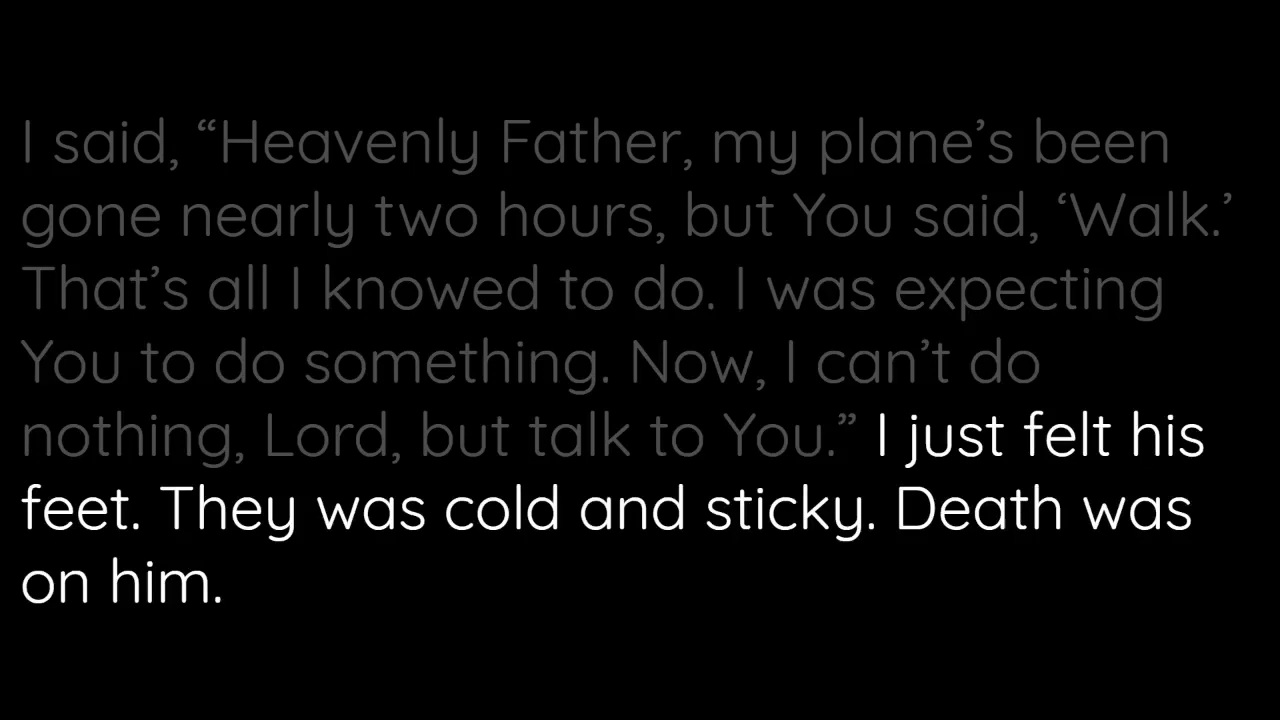 I said, “Heavenly Father, my plane’s been
gone nearly two hours, but You said, ‘Walk.’
That’s all I knowed to do. I was expecting
You to do something. Now, I can’t do
nothing, Lord, but talk to You.” I just felt his
feet. They was cold and sticky. Death was
on him.